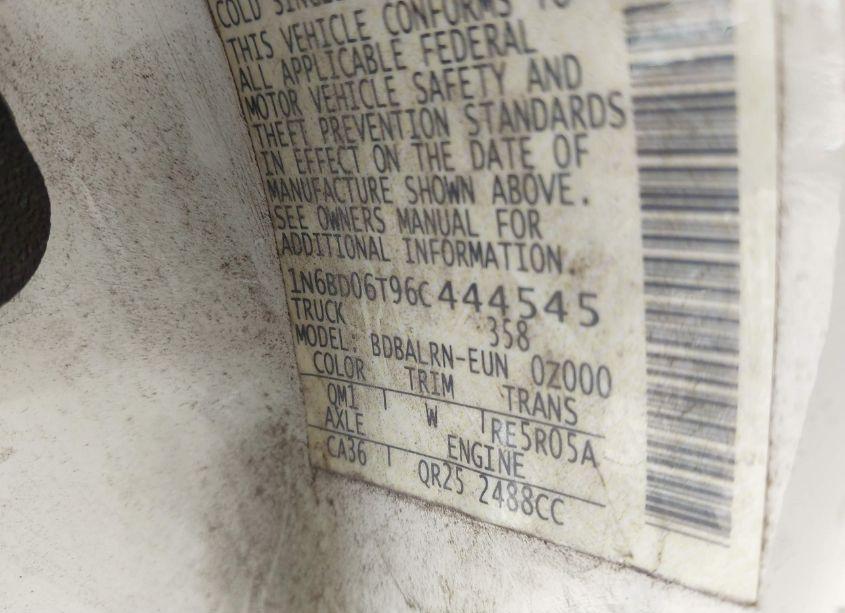 COLD
THIS VEHICLE CONFORMS TO
ALL APPLICABLE FEDERAL
MOTOR VEHICLE SAFETY AND
THEFT PREVENTION STANDARDS
IN EFFECT ON THE DATE OF
MANUFACTURE SHOWN ABOVE.
SEE OWNERS MANUAL FOR
ADDITIONAL INFORMATION.
1N6BD06T96C444545
TRUCK 358
MODEL: BDBALRN-EUN 0Z000
COLOR TRIM TRANS
QM1 W RE5R05A
AXLE ENGINE
CA36 QR25 2488CC